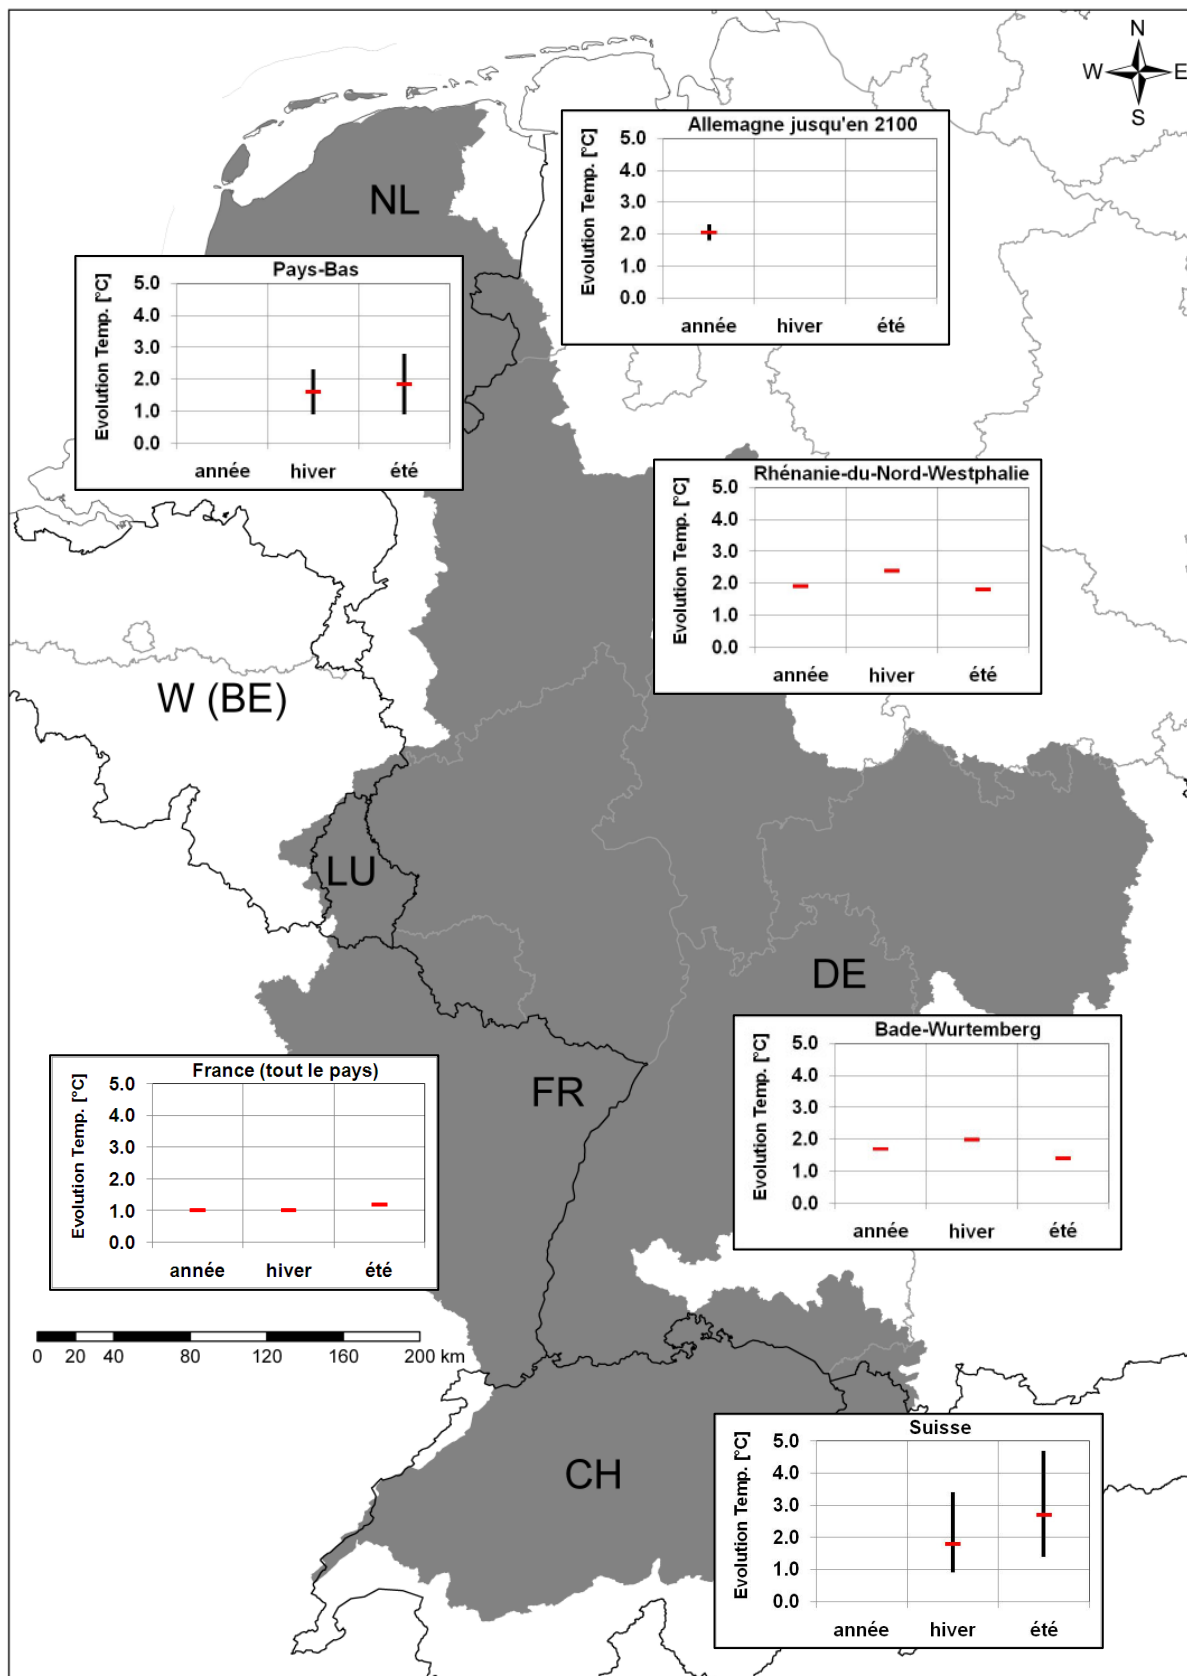 N
W E
S
Allemagne jusqu'en 2100
Evolution Temp. [°C]
5.0
4.0
3.0
2.0
1.0
0.0
année hiver été
NL
Pays-Bas
Evolution Temp. [°C]
5.0
4.0
3.0
2.0
1.0
0.0
année hiver été
Rhénanie-du-Nord-Westphalie
Evolution Temp. [°C]
5.0
4.0
3.0
2.0
1.0
0.0
année hiver été
W (BE)
LU
DE
Bade-Wurtemberg
Evolution Temp. [°C]
5.0
4.0
3.0
2.0
1.0
0.0
année hiver été
France (tout le pays)
Evolution Temp. [°C]
5.0
4.0
3.0
2.0
1.0
0.0
année hiver été
FR
0 20 40 80 120 160 200 km
Suisse
Evolution Temp. [°C]
5.0
4.0
3.0
2.0
1.0
0.0
année hiver été
CH